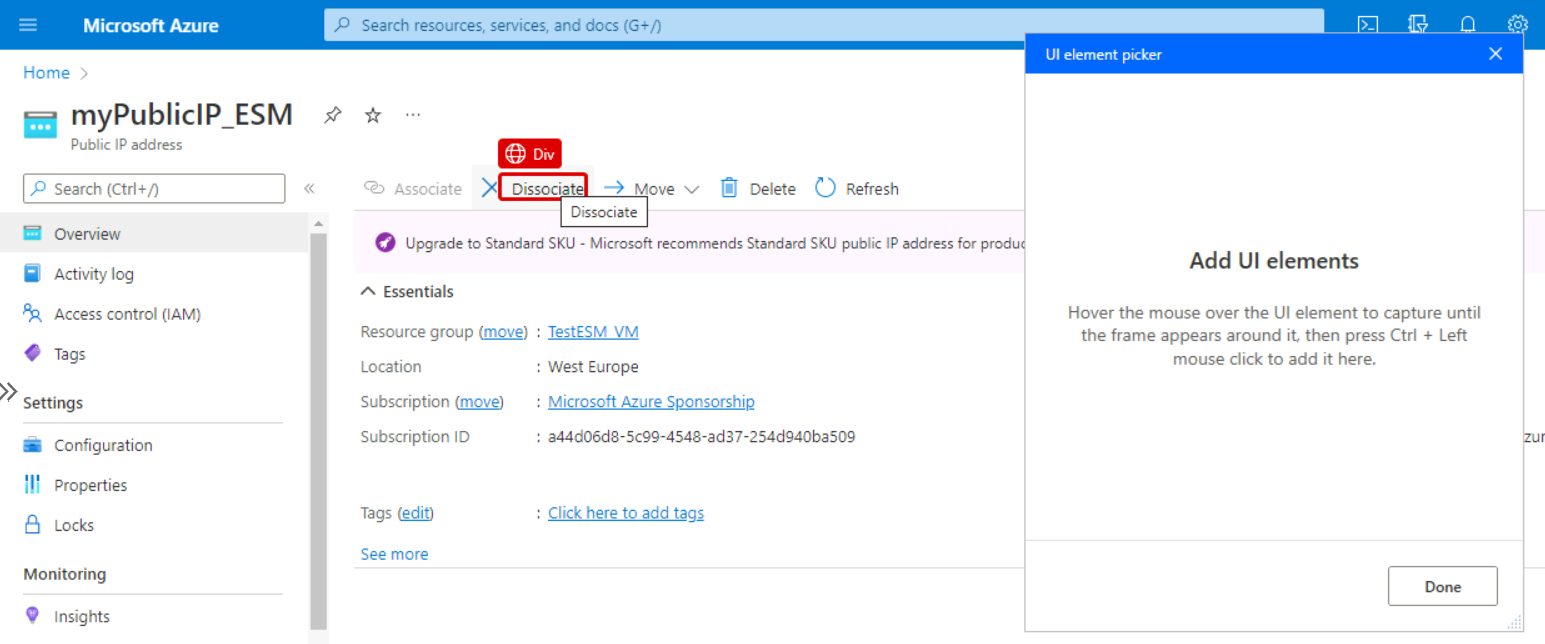 Microsoft Azure
Search resources, services, and docs (G+/)
Home
myPublicIP_ESM
Public IP address
Search (Ctrl+/)
Overview
Activity log
Access control (IAM)
Tags
Settings
Configuration
Properties
Locks
Monitoring
Insights
Div
Associate Dissociate Move Delete Refresh
Dissociate
Upgrade to Standard SKU - Microsoft recommends Standard SKU public IP address for produc
Essentials
Resource group (move) : TestESM_VM
Location : West Europe
Subscription (move) : Microsoft Azure Sponsorship
Subscription ID : a44d06d8-5c99-4548-ad37-254d940ba509
Tags (edit) : Click here to add tags
See more
UI element picker
Add UI elements
Hover the mouse over the UI element to capture until
the frame appears around it, then press Ctrl + Left
mouse click to add it here.
Done
zur